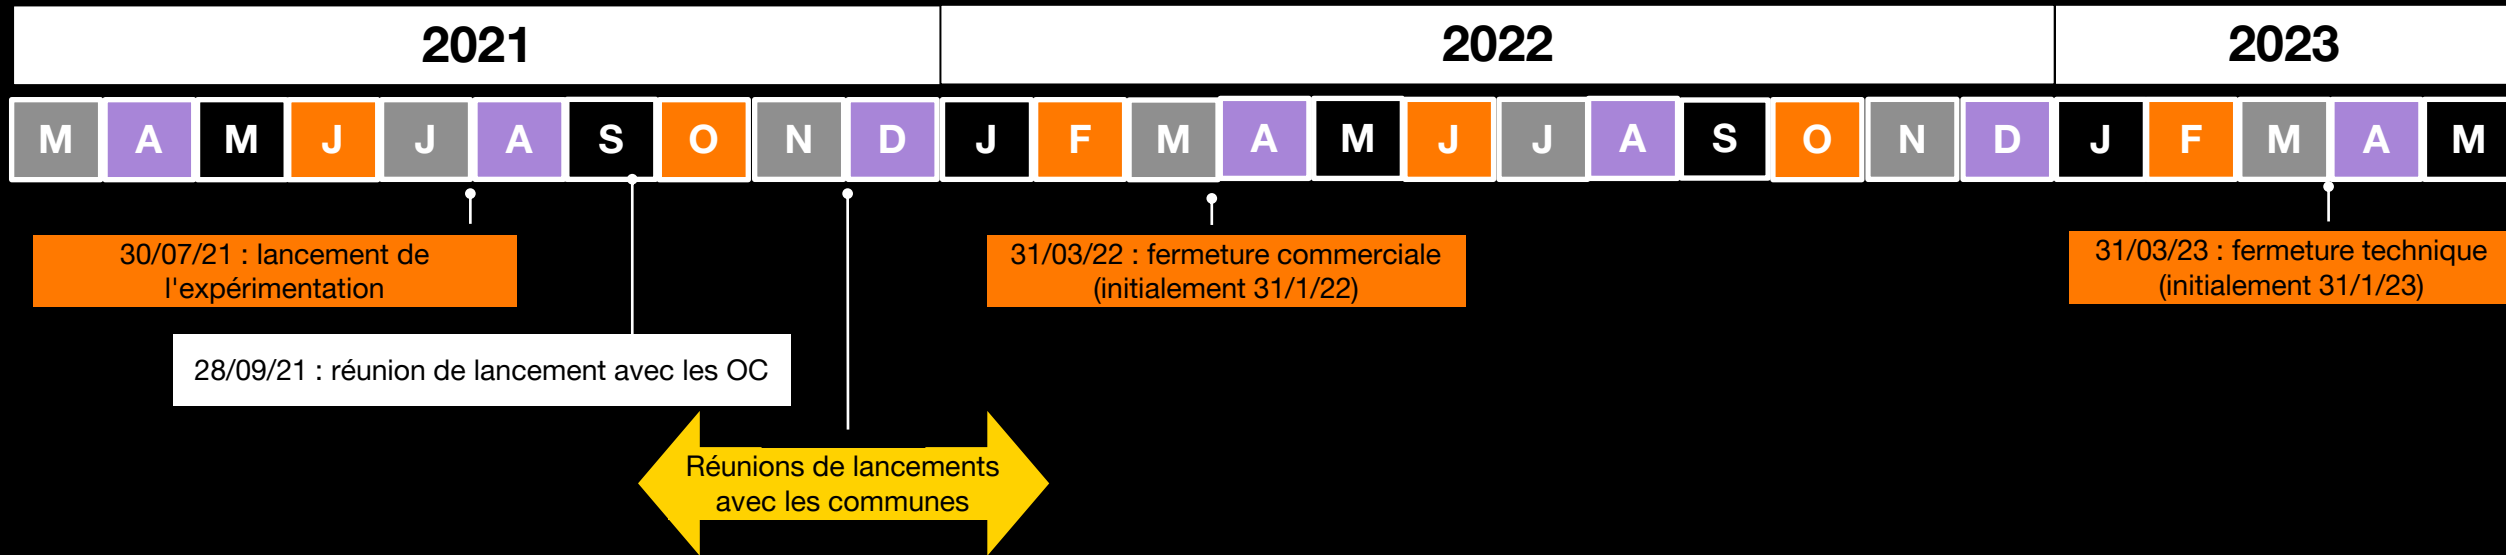 2021 2022 2023
M A M J J A S O N D J F M A M J J A S O N D J F M A M
30/07/21 : lancement de
l'expérimentation
31/03/22 : fermeture commerciale
(initialement 31/1/22)
31/03/23 : fermeture technique
(initialement 31/1/23)
28/09/21 : réunion de lancement avec les OC
Réunions de lancements
avec les communes